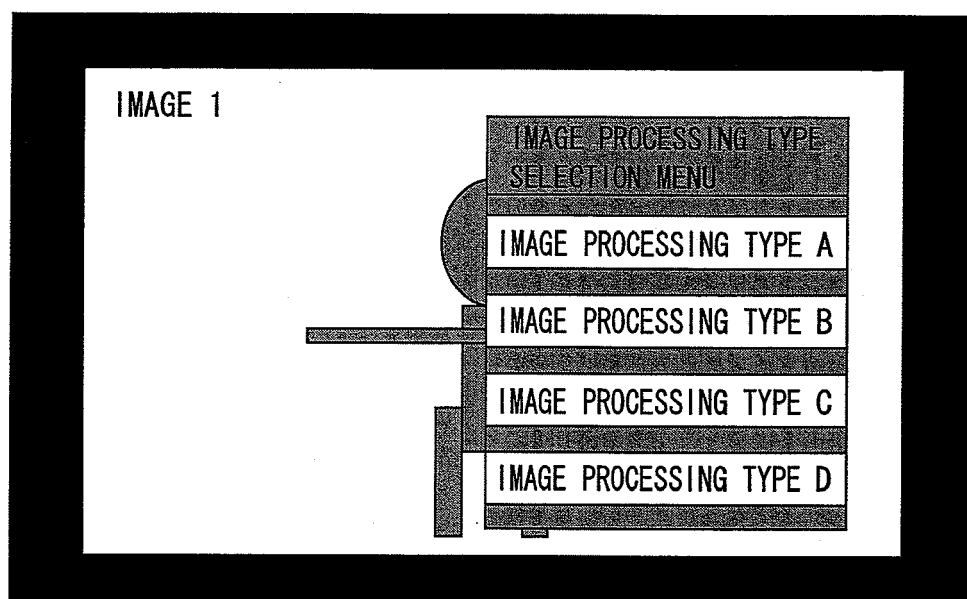 IMAGE 1
IMAGE PROCESSING TYPE
SELECTION MENU
IMAGE PROCESSING TYPE A
IMAGE PROCESSING TYPE B
IMAGE PROCESSING TYPE C
IMAGE PROCESSING TYPE D